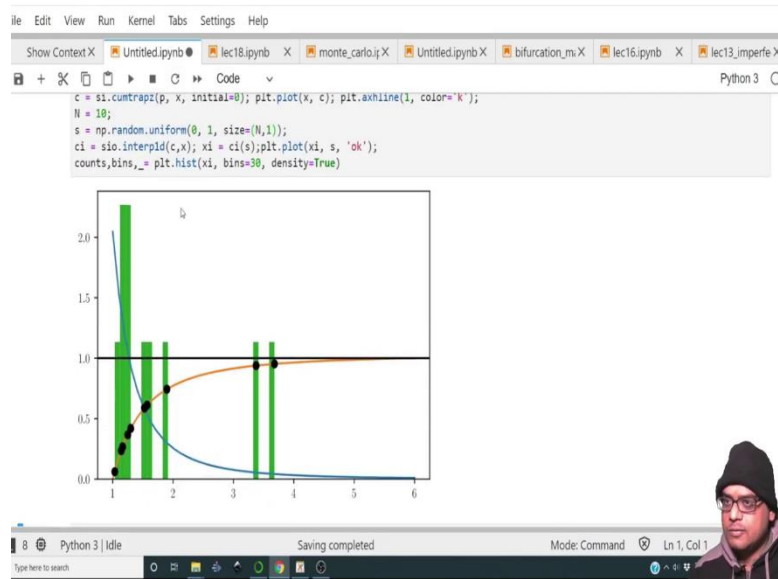 ile Edit View Run Kernel Tabs Settings Help
Show Context X Untitled.ipynb lec18.ipynb X monte_carlo.ip X Untitled.ipynb X bifurcation_m X lec16.ipynb X lec13_imperfe X
Code Python 3
c = si.cumtrapz(p, x, initial=0); plt.plot(x, c); plt.axhline(1, color='k');
N = 10;
s = np.random.uniform(0, 1, size=(N,1));
ci = sio.interp1d(c,x); xi = ci(s);plt.plot(xi, s, 'ok');
counts,bins,_= plt.hist(xi, bins=30, density=True)
2.0
1.5
1.0
0.5
0.0
1 2 3 4 5 6
8 Python 3 | Idle Saving completed Mode: Command Ln 1, Col 1
Type here to search